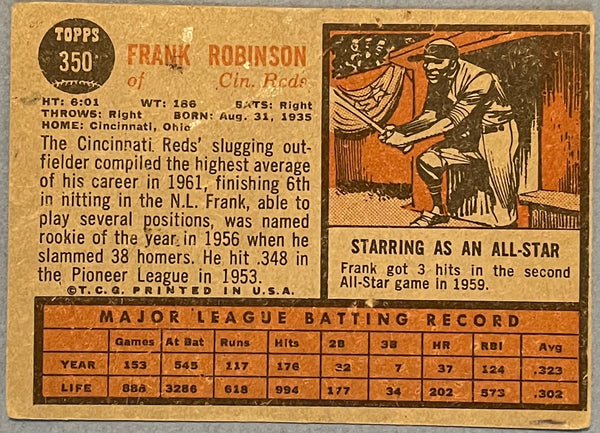 TOPPS
350
FRANK ROBINSON
of Cin. Reds
HT: 6:01 WT: 186 BATS: Right
THROWS: Right BORN: Aug. 31, 1935
HOME: Cincinnati, Ohio
The Cincinnati Reds' slugging out-
fielder compiled the highest average
of his career in 1961, finishing 6th
in hitting in the N.L. Frank, able to
play several positions, was named
rookie of the year in 1956 when he
slammed 38 homers. He hit .348 in
the Pioneer League in 1953.
©T.C.G. PRINTED IN U.S.A.
STARRING AS AN ALL-STAR
Frank got 3 hits in the second
All-Star game in 1959.
MAJOR LEAGUE BATTING RECORD
Games At Bat Runs Hits 2B 3B HR RBI Avg
YEAR 153 545 117 176 32 7 37 124 .323
LIFE 888 3286 618 994 177 34 202 573 .302